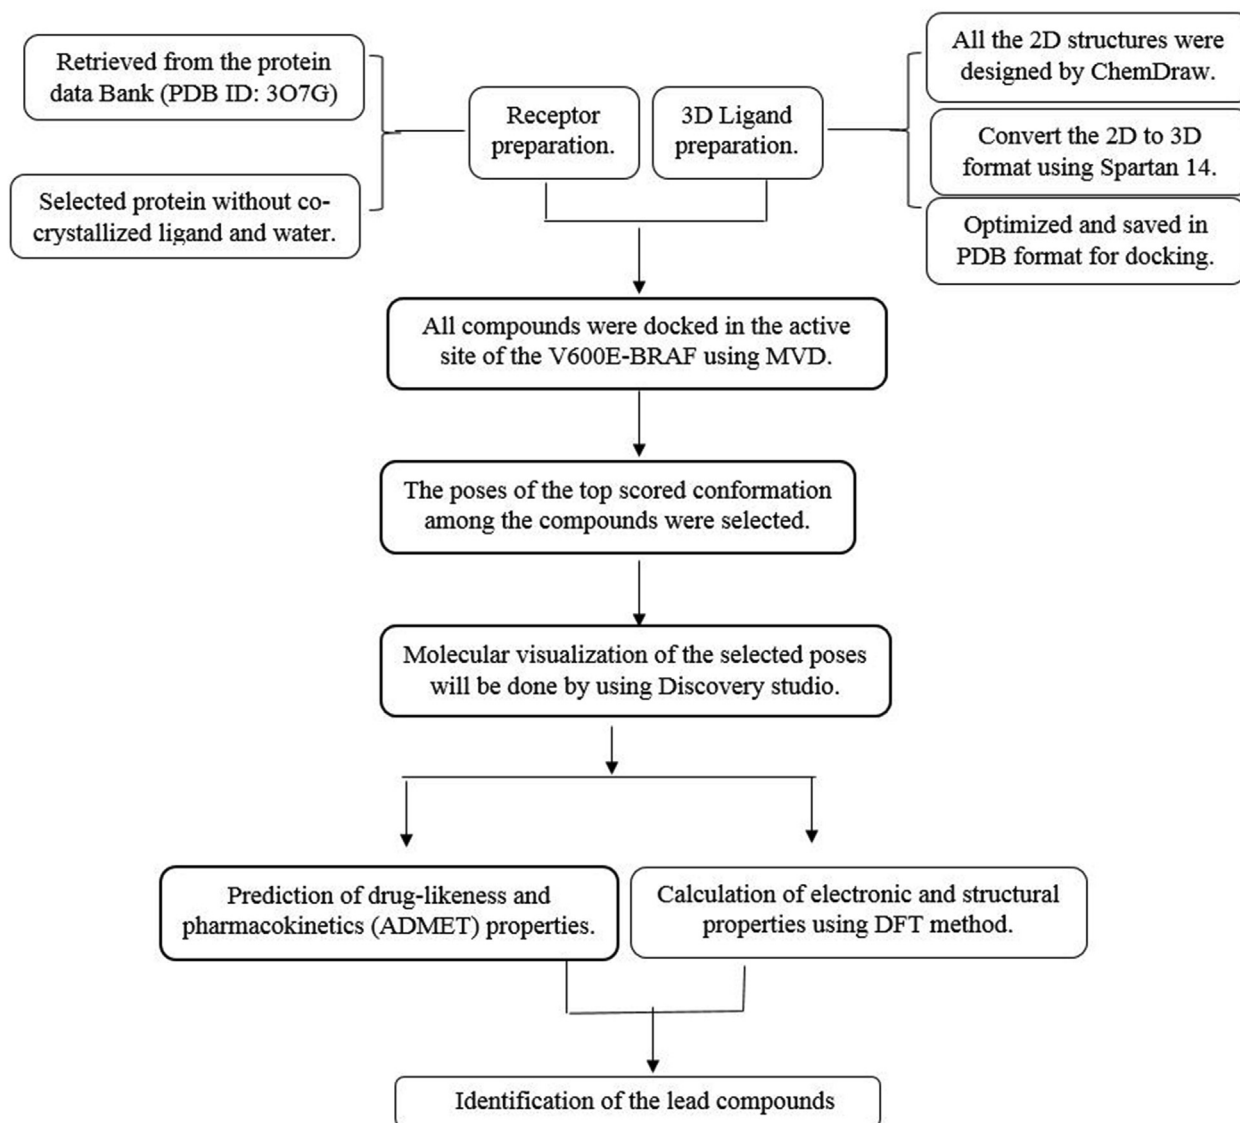 Retrieved from the protein
data Bank (PDB ID: 3O7G)
Selected protein without co-
crystallized ligand and water.
Receptor
preparation.
3D Ligand
preparation.
All the 2D structures were
designed by ChemDraw.
Convert the 2D to 3D
format using Spartan 14.
Optimized and saved in
PDB format for docking.
All compounds were docked in the active
site of the V600E-BRAF using MVD.
The poses of the top scored conformation
among the compounds were selected.
Molecular visualization of the selected poses
will be done by using Discovery studio.
Prediction of drug-likeness and
pharmacokinetics (ADMET) properties.
Calculation of electronic and structural
properties using DFT method.
Identification of the lead compounds